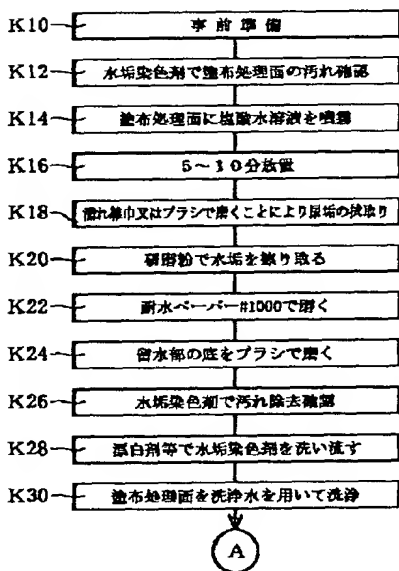 K10 事前準備
K12 水垢染色剤で塗布処理面の汚れ確認
K14 塗布処理面に塩酸水溶液を噴霧
K16 5～10分放置
K18 濡れ雑巾又はブラシで磨くことにより尿垢の拭取り
K20 研磨粉で水垢を擦り取る
K22 耐水ペーパー#1000で磨く
K24 留水部の底をブラシで磨く
K26 水垢染色剤で汚れ除去確認
K28 漂白剤等で水垢染色剤を洗い流す
K30 塗布処理面を洗浄水を用いて洗浄
A